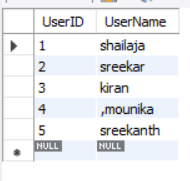 UserID UserName
1 shailaja
2 sreekar
3 kiran
4 ,mounika
5 sreekanth
NULL NULL